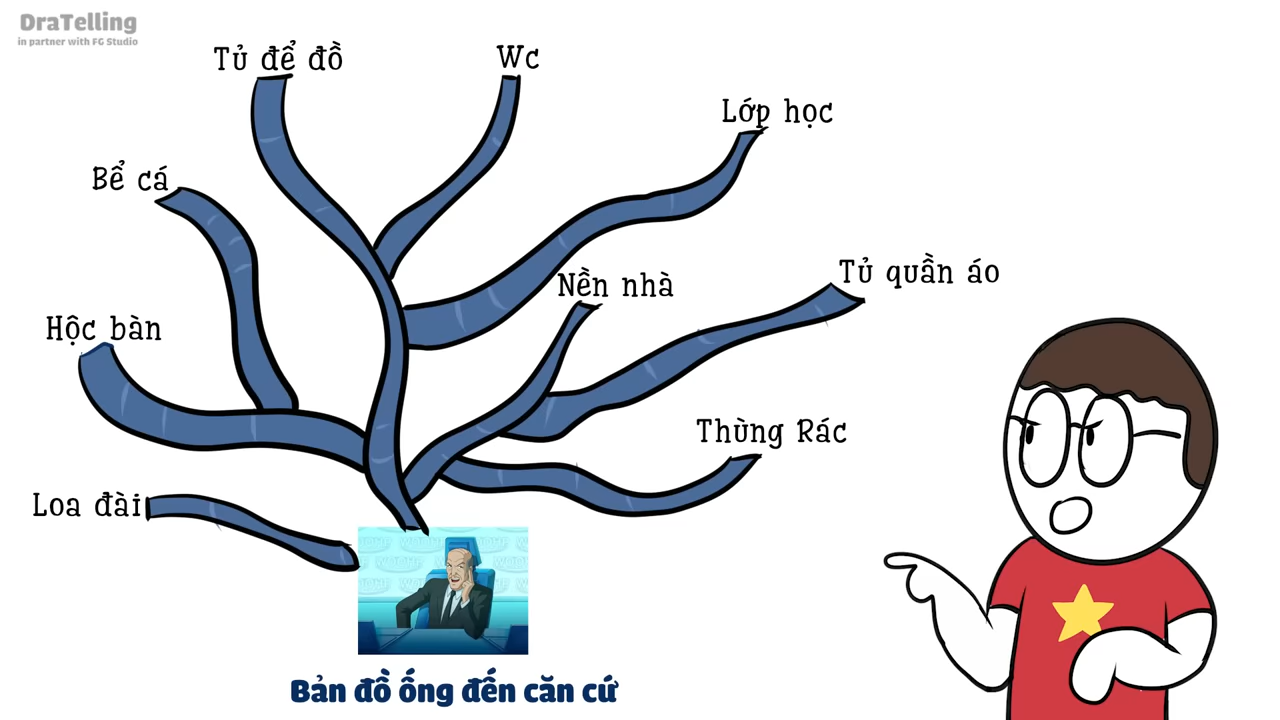 DraTelling
in partner with FG Studio
Tủ để đồ
Wc
Lớp học
Bể cá
Tủ quần áo
Nền nhà
Hộc bàn
Thùng Rác
Loa đài
WOOHP
Bản đồ ống đến căn cứ